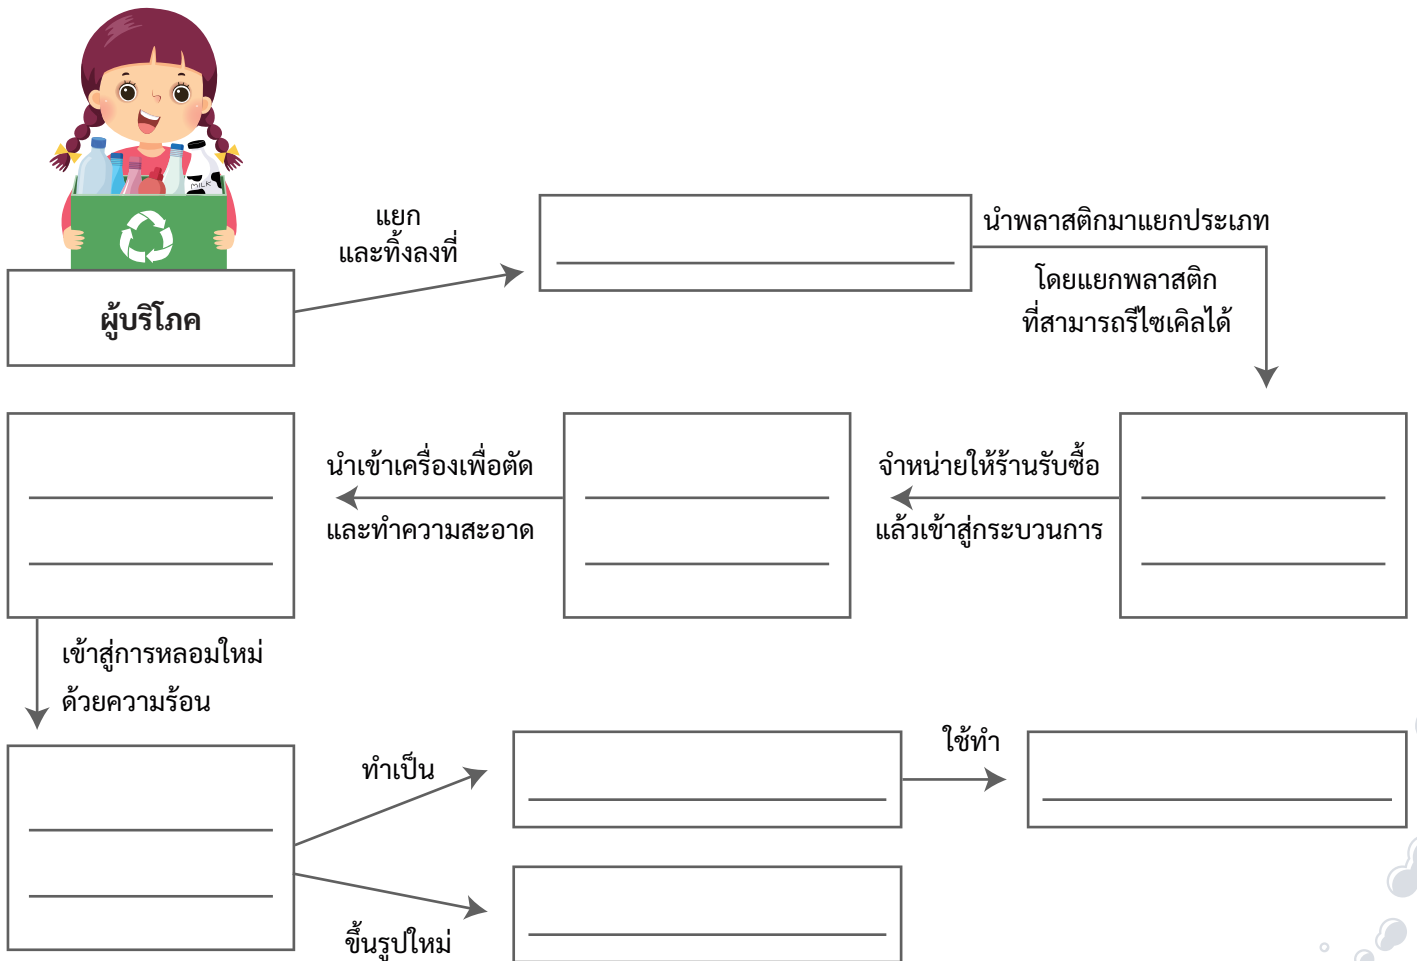 MILK
แยก
และทิ้งลงที่
นำพลาสติกมาแยกประเภท
โดยแยกพลาสติก
ที่สามารถรีไซเคิลได้
ผู้บริโภค
จำหน่ายให้ร้านรับซื้อ
แล้วเข้าสู่กระบวนการ
นำเข้าเครื่องเพื่อตัด
และทำความสะอาด
เข้าสู่การหลอมใหม่
ด้วยความร้อน
ทำเป็น
ใช้ทำ
ขึ้นรูปใหม่